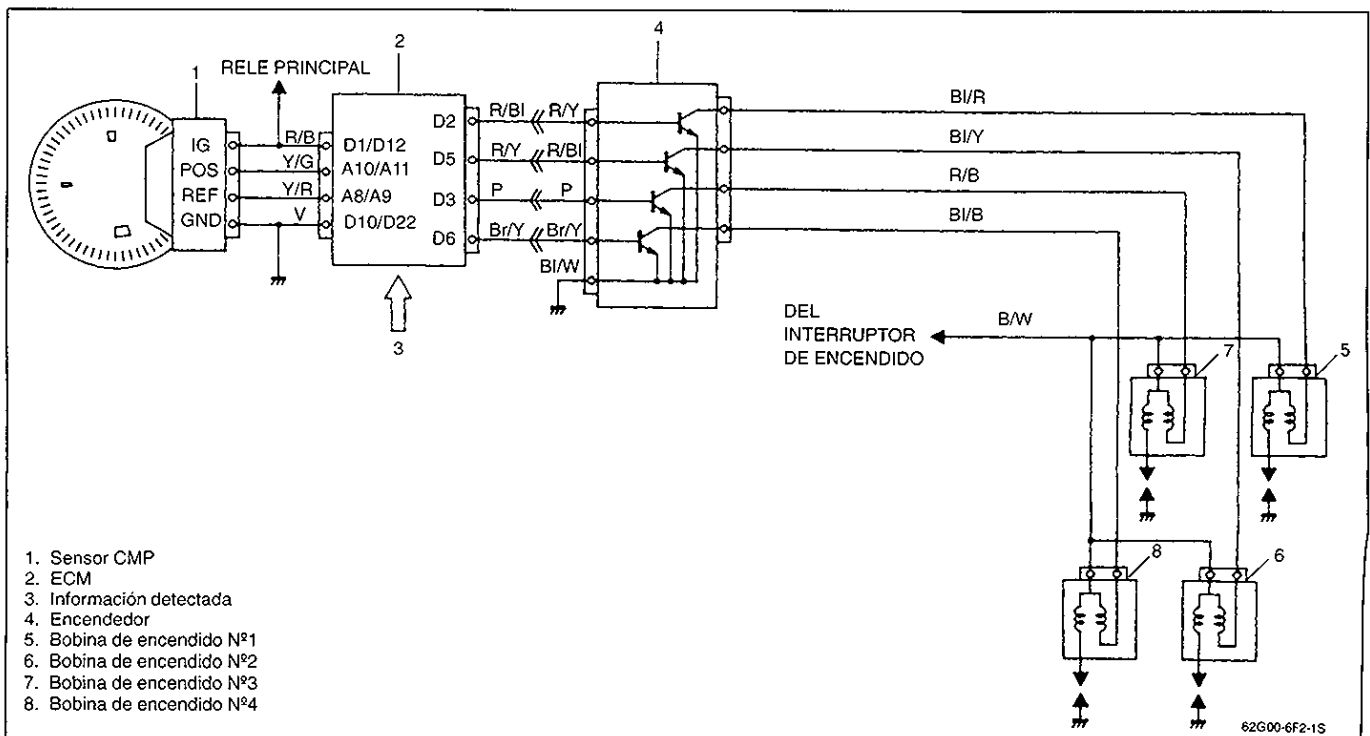 RELE PRINCIPAL
1
2
4
IG
POS
REF
GND
R/B
Y/G
Y/R
V
D1/D12
A10/A11
A8/A9
D10/D22
D2
D5
D3
D6
R/Bl
R/Y
R/Y
R/Bl
P
P
Br/Y
Br/Y
Bl/W
3
Bl/R
Bl/Y
R/B
Bl/B
DEL
INTERRUPTOR
DE ENCENDIDO
B/W
7
5
8
6
1. Sensor CMP
2. ECM
3. Información detectada
4. Encendedor
5. Bobina de encendido Nº1
6. Bobina de encendido Nº2
7. Bobina de encendido Nº3
8. Bobina de encendido Nº4
62G00-6F2-1S